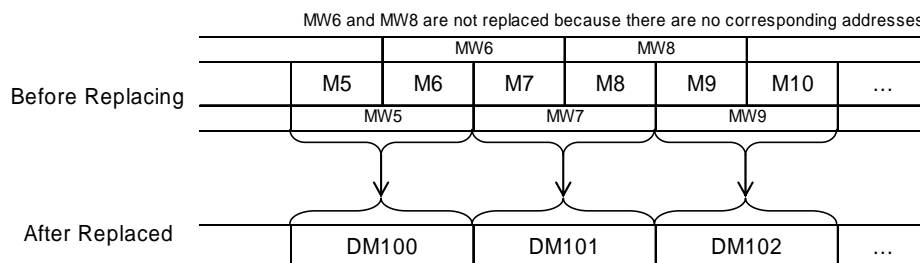 MW6 and MW8 are not replaced because there are no corresponding addresses
MW6 MW8
Before Replacing M5 M6 M7 M8 M9 M10 ...
MW5 MW7 MW9
After Replaced DM100 DM101 DM102 ...